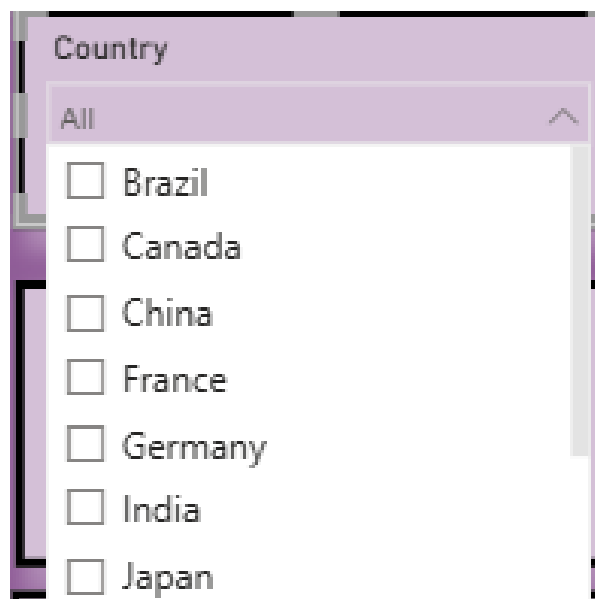 Country
All
Brazil
Canada
China
France
Germany
India
Japan